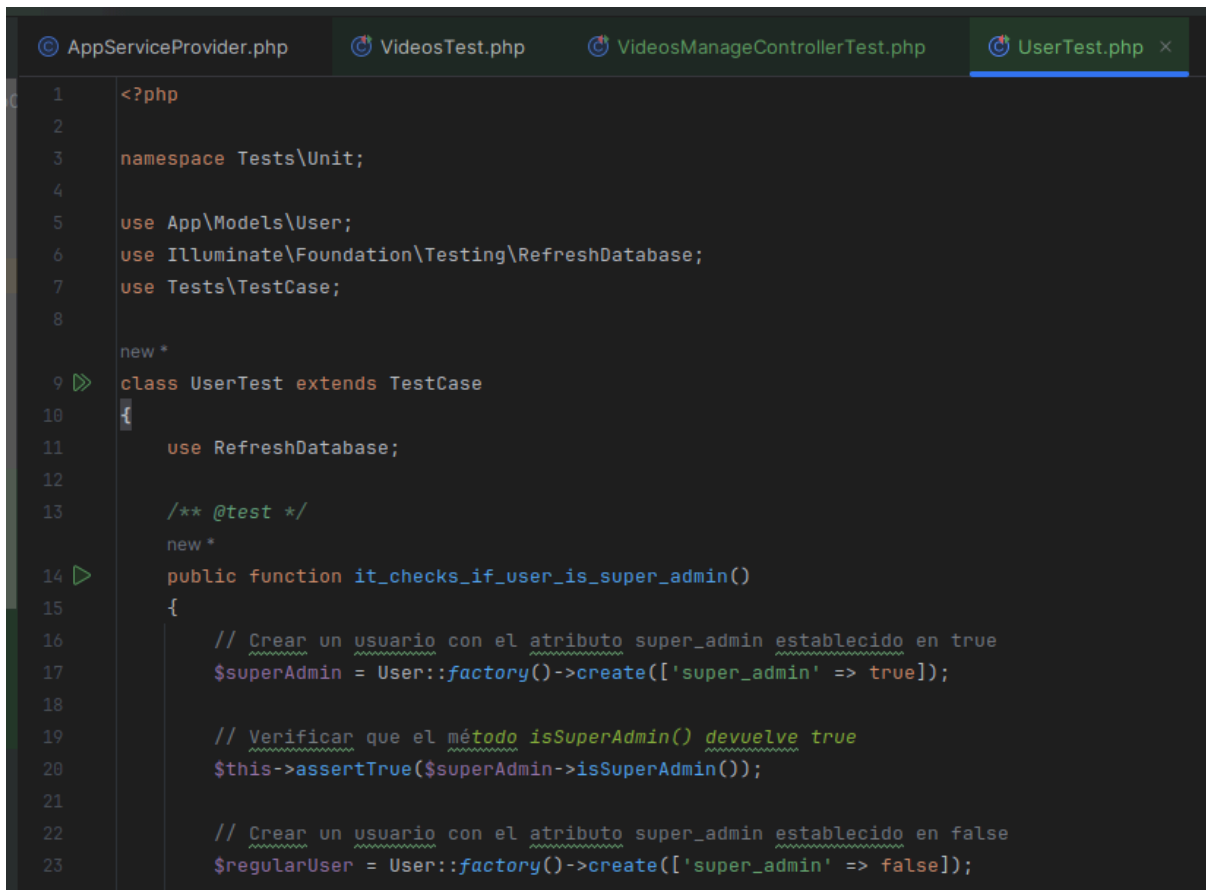 AppServiceProvider.php VideosTest.php VideosManageControllerTest.php UserTest.php ×
1 <?php
2
3 namespace Tests\Unit;
4
5 use App\Models\User;
6 use Illuminate\Foundation\Testing\RefreshDatabase;
7 use Tests\TestCase;
8
new *
9 class UserTest extends TestCase
10 {
11 use RefreshDatabase;
12
13 /** @test */
new *
14 public function it_checks_if_user_is_super_admin()
15 {
16 // Crear un usuario con el atributo super_admin establecido en true
17 $superAdmin = User::factory()->create(['super_admin' => true]);
18
19 // Verificar que el método isSuperAdmin() devuelve true
20 $this->assertTrue($superAdmin->isSuperAdmin());
21
22 // Crear un usuario con el atributo super_admin establecido en false
23 $regularUser = User::factory()->create(['super_admin' => false]);